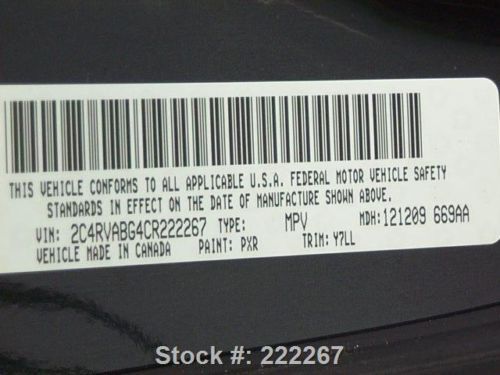 THIS VEHICLE CONFORMS TO ALL APPLICABLE U.S.A. FEDERAL MOTOR VEHICLE SAFETY
STANDARDS IN EFFECT ON THE DATE OF MANUFACTURE SHOWN ABOVE.
VIN: 2C4RVABG4CR222267 TYPE: MPV MDH:121209 669AA
VEHICLE MADE IN CANADA PAINT: PXR TRIM: Y7LL
Stock #: 222267